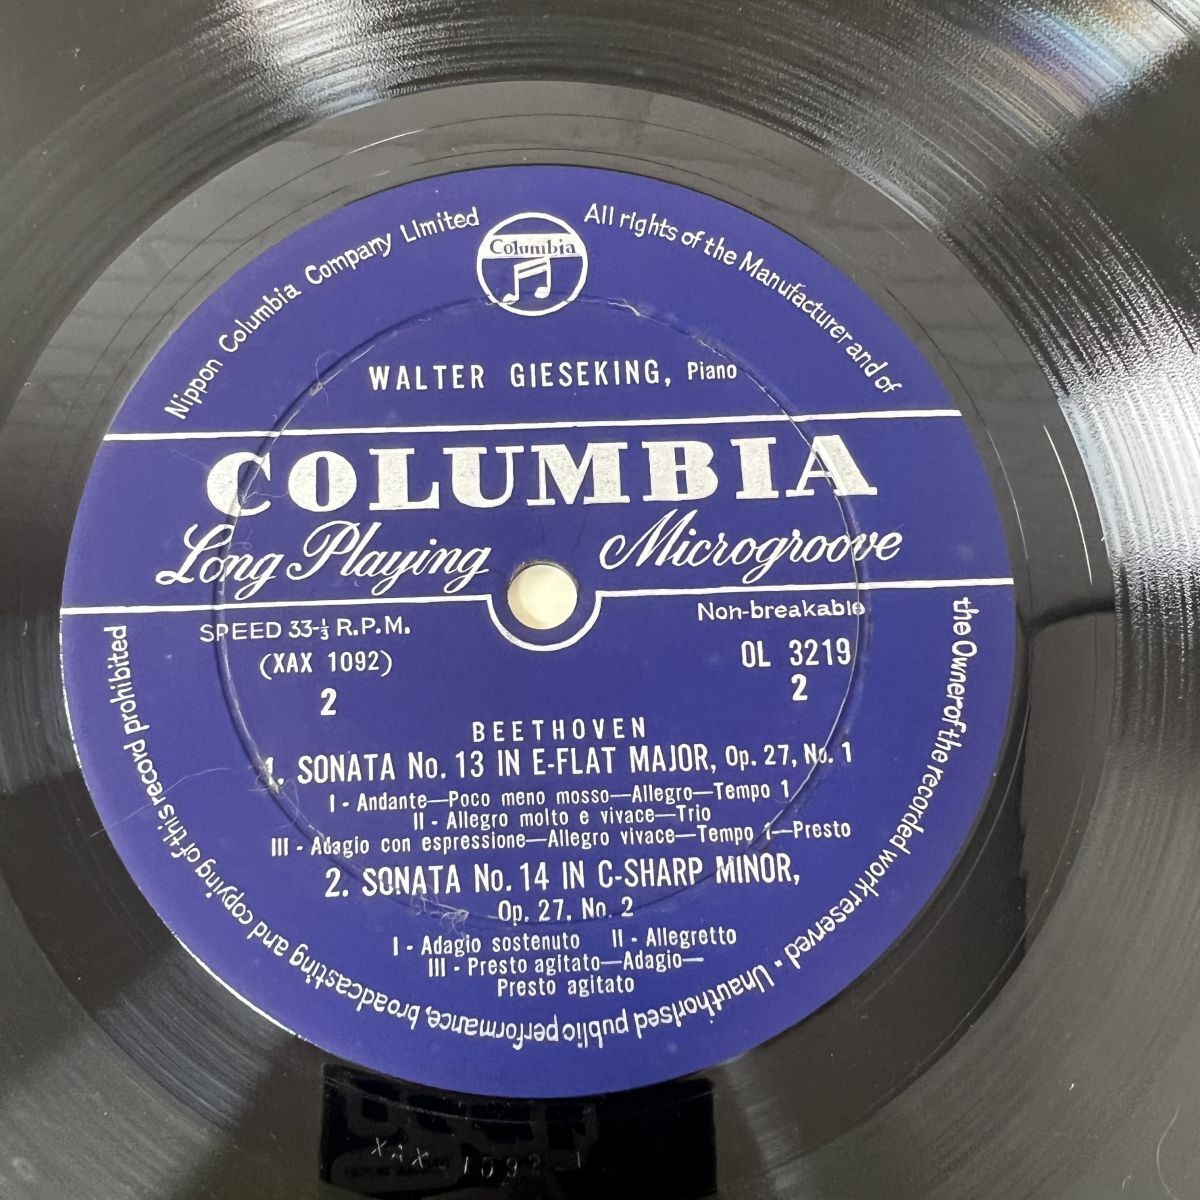 Nippon Columbia Company Limited
Columbia
All rights of the Manufacturer and of
the Owner of the recorded work reserved • Unauthorised public performance, broadcasting and copying of this record prohibited
WALTER GIESEKING, Piano
COLUMBIA
Long Playing Microgroove
SPEED 33-⅓ R.P.M.
Non-breakable
(XAX 1092)
OL 3219
2
2
BEETHOVEN
1. SONATA No. 13 IN E-FLAT MAJOR, Op. 27, No. 1
I - Andante—Poco meno mosso—Allegro—Tempo 1
II - Allegro molto e vivace—Trio
III - Adagio con espressione—Allegro vivace—Tempo 1—Presto
2. SONATA No. 14 IN C-SHARP MINOR,
Op. 27, No. 2
I - Adagio sostenuto II - Allegretto
III - Presto agitato—Adagio—
Presto agitato
XAX 1092-1